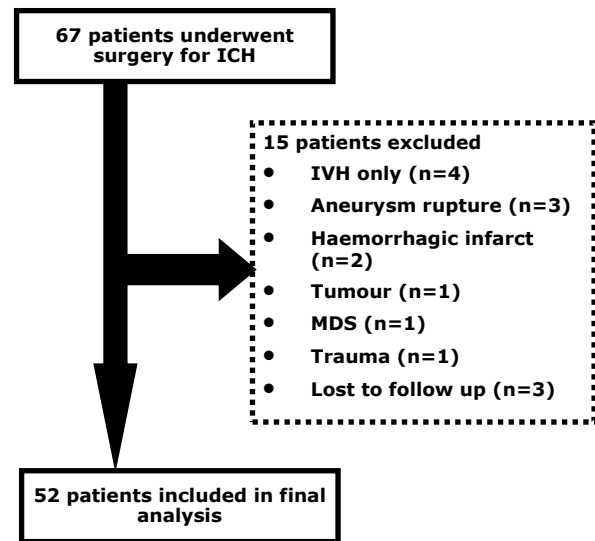 67 patients underwent
surgery for ICH
15 patients excluded
• IVH only (n=4)
• Aneurysm rupture (n=3)
• Haemorrhagic infarct
(n=2)
• Tumour (n=1)
• MDS (n=1)
• Trauma (n=1)
• Lost to follow up (n=3)
52 patients included in final
analysis